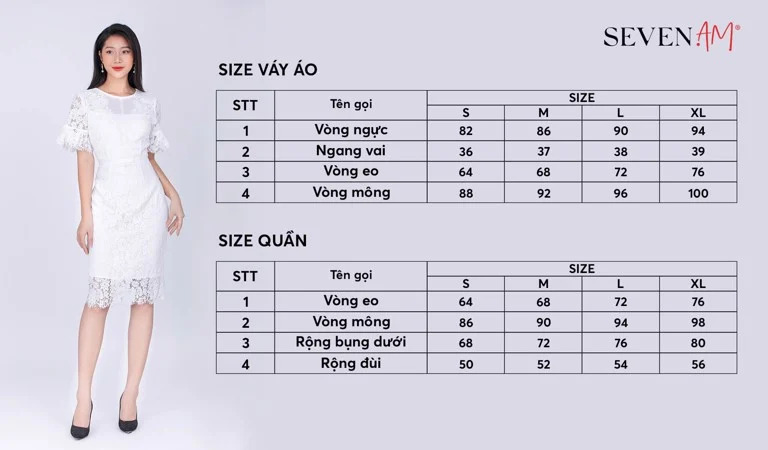 SEVEN.AM®
SIZE VÁY ÁO
STT Tên gọi SIZE
S M L XL
1 Vòng ngực 82 86 90 94
2 Ngang vai 36 37 38 39
3 Vòng eo 64 68 72 76
4 Vòng mông 88 92 96 100
SIZE QUẦN
STT Tên gọi SIZE
S M L XL
1 Vòng eo 64 68 72 76
2 Vòng mông 86 90 94 98
3 Rộng bụng dưới 68 72 76 80
4 Rộng đùi 50 52 54 56